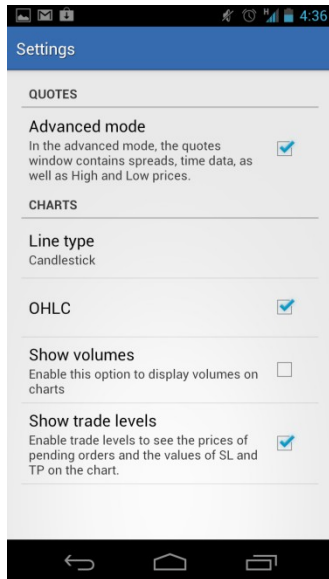 H 4:36
Settings
QUOTES
Advanced mode
In the advanced mode, the quotes
window contains spreads, time data, as
well as High and Low prices.
CHARTS
Line type
Candlestick
OHLC
Show volumes
Enable this option to display volumes on
charts
Show trade levels
Enable trade levels to see the prices of
pending orders and the values of SL and
TP on the chart.